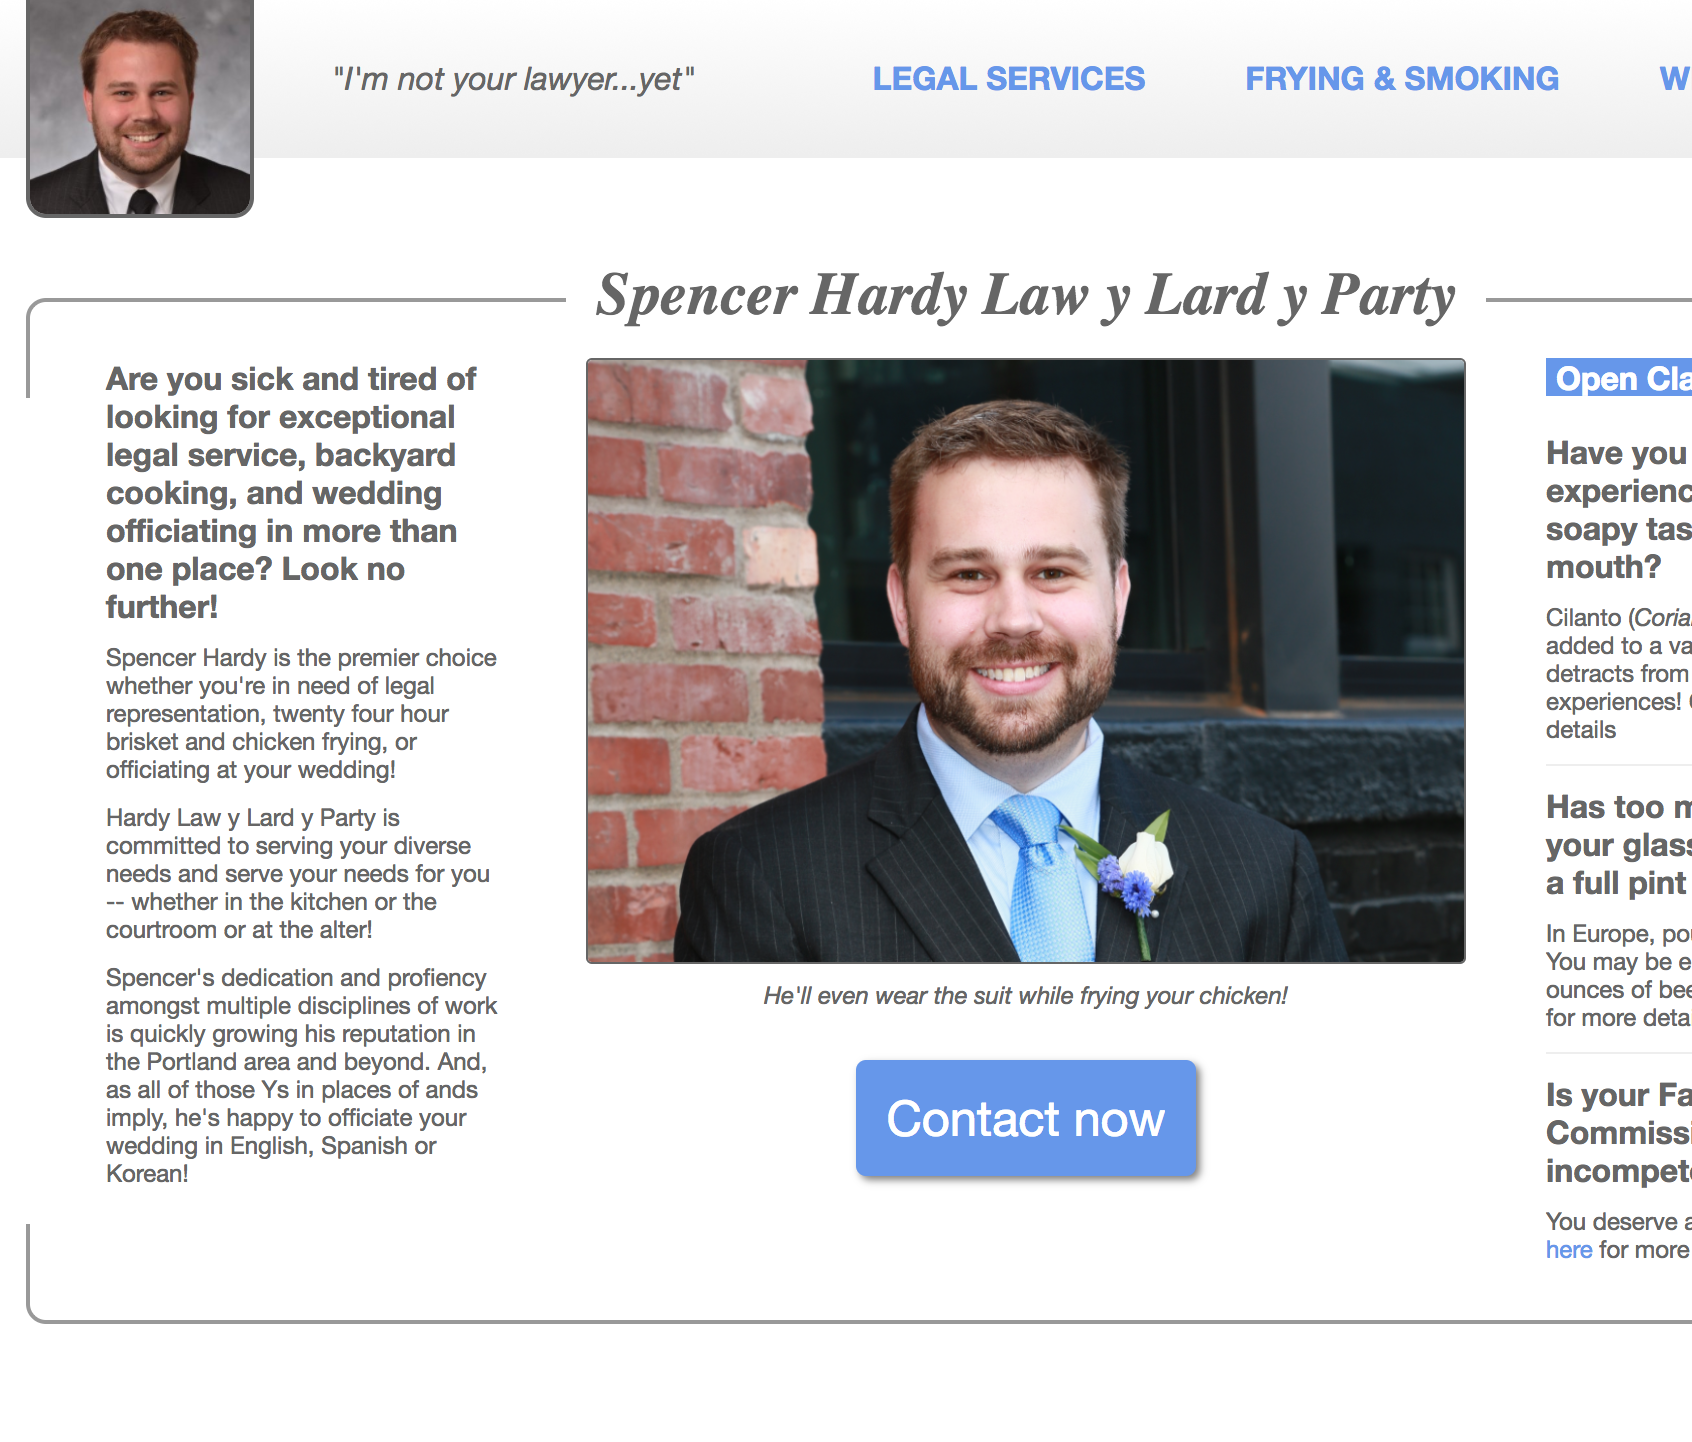 "I'm not your lawyer...yet"
LEGAL SERVICES
FRYING & SMOKING
W
Spencer Hardy Law y Lard y Party
Are you sick and tired of
looking for exceptional
legal service, backyard
cooking, and wedding
officiating in more than
one place? Look no
further!
Spencer Hardy is the premier choice
whether you're in need of legal
representation, twenty four hour
brisket and chicken frying, or
officiating at your wedding!
Hardy Law y Lard y Party is
committed to serving your diverse
needs and serve your needs for you
-- whether in the kitchen or the
courtroom or at the alter!
Spencer's dedication and profiency
amongst multiple disciplines of work
is quickly growing his reputation in
the Portland area and beyond. And,
as all of those Ys in places of ands
imply, he's happy to officiate your
wedding in English, Spanish or
Korean!
He'll even wear the suit while frying your chicken!
Contact now
Open Cla
Have you
experienc
soapy tas
mouth?
Cilanto (Coria
added to a va
detracts from
experiences!
details
Has too m
your glass
a full pint
In Europe, pou
You may be e
ounces of bee
for more deta
Is your Fa
Commissi
incompete
You deserve a
here for more